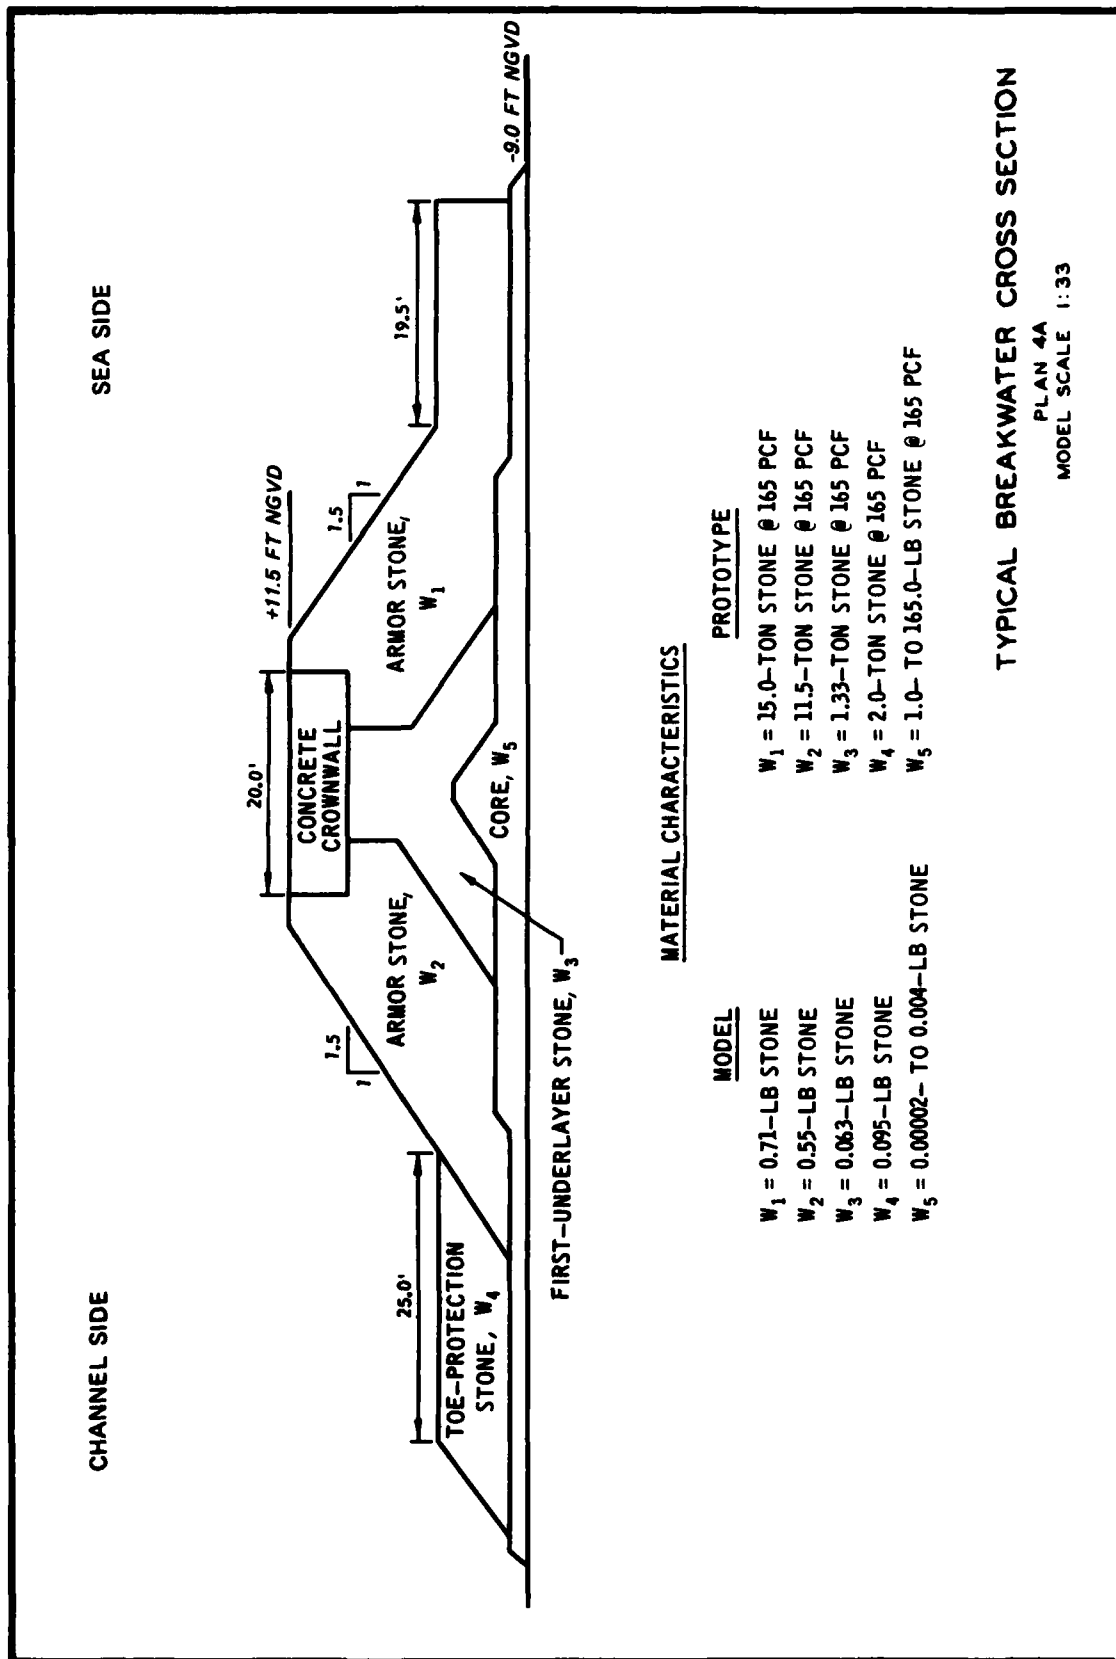 CHANNEL SIDE
SEA SIDE
+11.5 FT NGVD
20.0'
1.5
1
1.5
1
25.0'
19.5'
CONCRETE
CROWNWALL
ARMOR STONE,
W2
ARMOR STONE,
W1
TOE-PROTECTION
STONE, W4
CORE, W5
-9.0 FT NGVD
FIRST-UNDERLAYER STONE, W3
MATERIAL CHARACTERISTICS
MODEL
W1 = 0.71-LB STONE
W2 = 0.55-LB STONE
W3 = 0.063-LB STONE
W4 = 0.095-LB STONE
W5 = 0.00002- TO 0.004-LB STONE
PROTOTYPE
W1 = 15.0-TON STONE @ 165 PCF
W2 = 11.5-TON STONE @ 165 PCF
W3 = 1.33-TON STONE @ 165 PCF
W4 = 2.0-TON STONE @ 165 PCF
W5 = 1.0- TO 165.0-LB STONE @ 165 PCF
TYPICAL BREAKWATER CROSS SECTION
PLAN 4A
MODEL SCALE 1:33